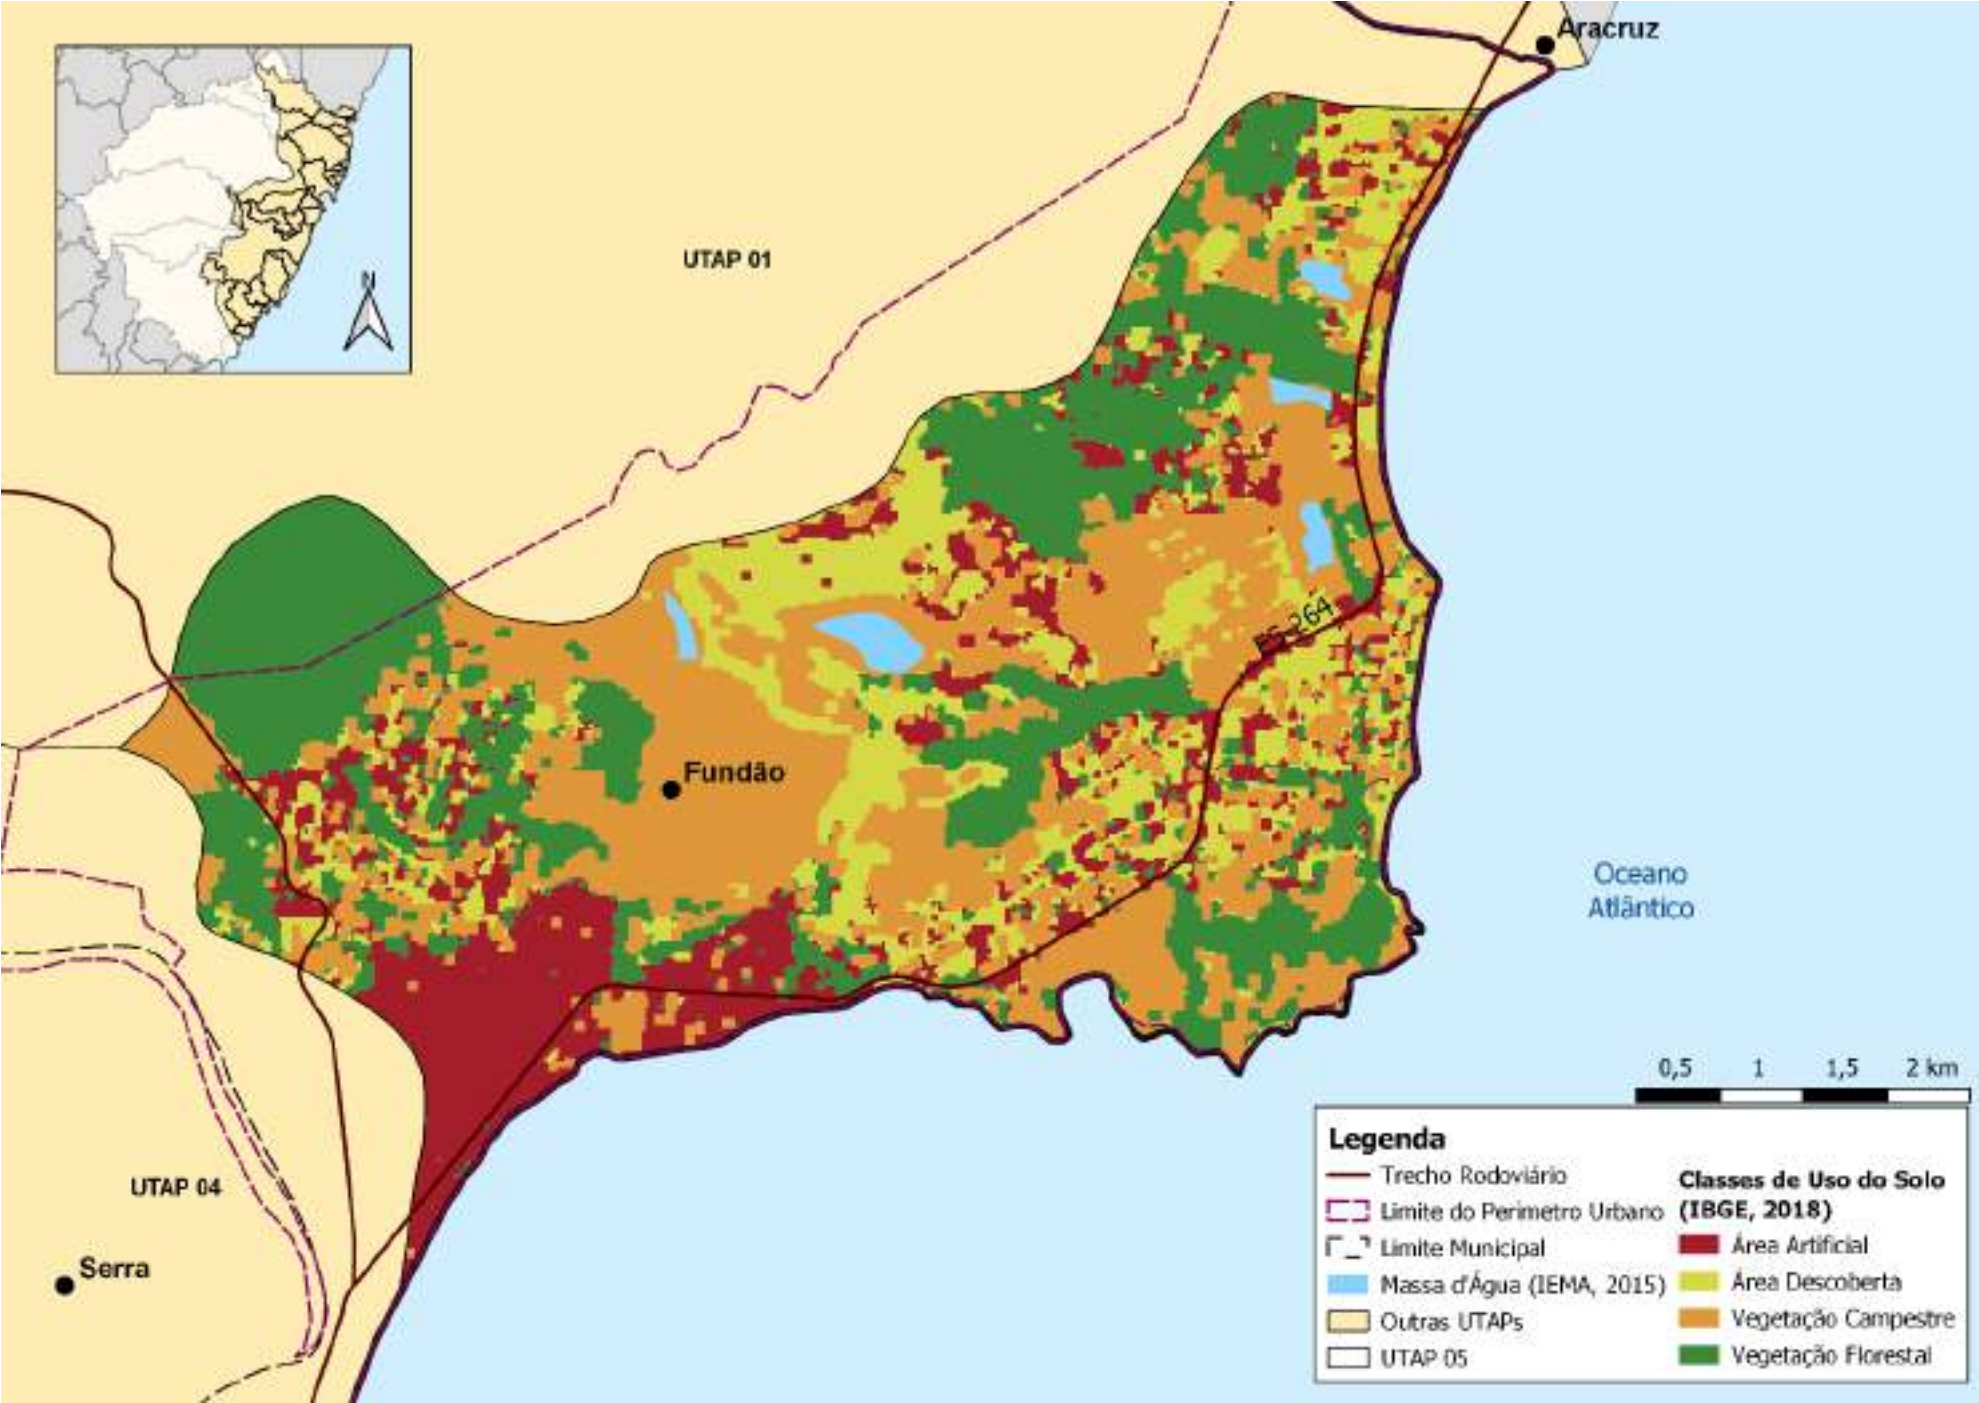 Aracruz
N
UTAP 01
ES-264
Fundão
Oceano
Atlântico
UTAP 04
Serra
0,5 1 1,5 2 km
Legenda
Trecho Rodoviário
Limite do Perimetro Urbano
Limite Municipal
Massa d'Água (IEMA, 2015)
Outras UTAPs
UTAP 05
Classes de Uso do Solo
(IBGE, 2018)
Área Artificial
Área Descoberta
Vegetação Campestre
Vegetação Florestal